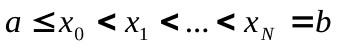 a ≤ x₀ < x₁ < ... < x_N = b